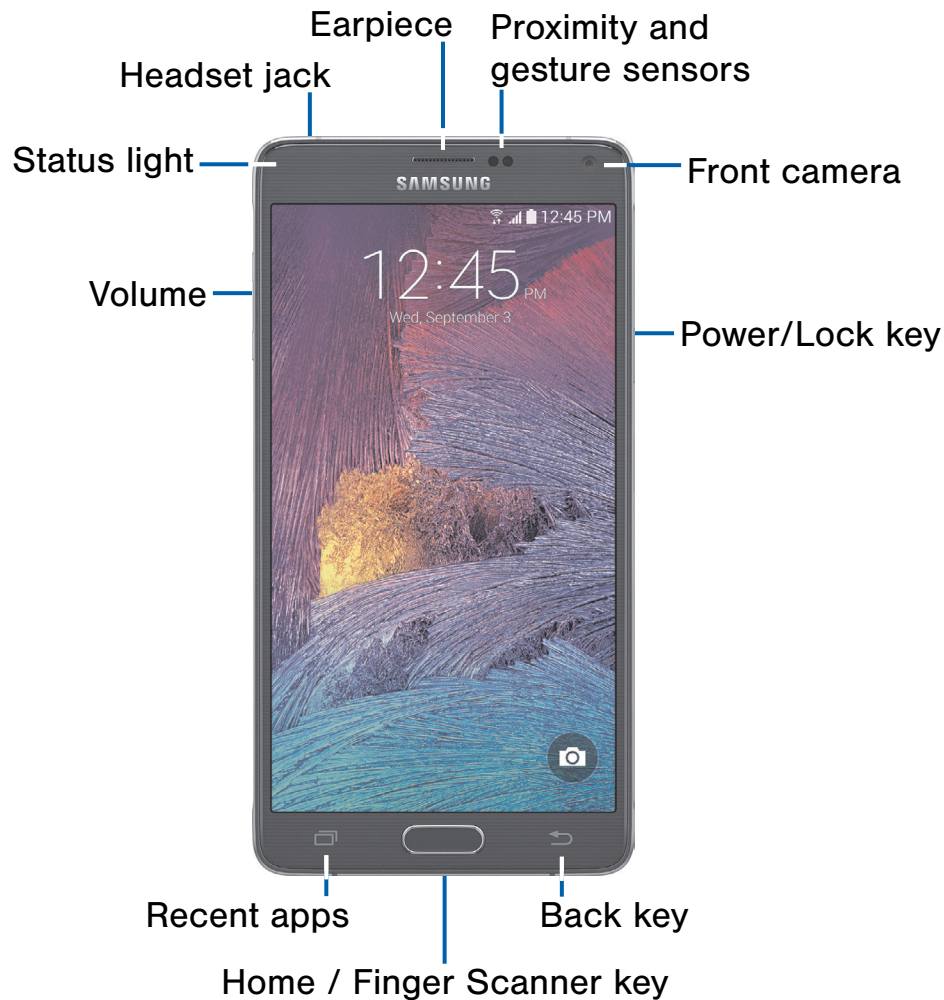 Earpiece
Proximity and
gesture sensors
Headset jack
Status light
Front camera
SAMSUNG
12:45 PM
12:45 PM
Wed, September 3
Volume
Power/Lock key
Recent apps
Back key
Home / Finger Scanner key